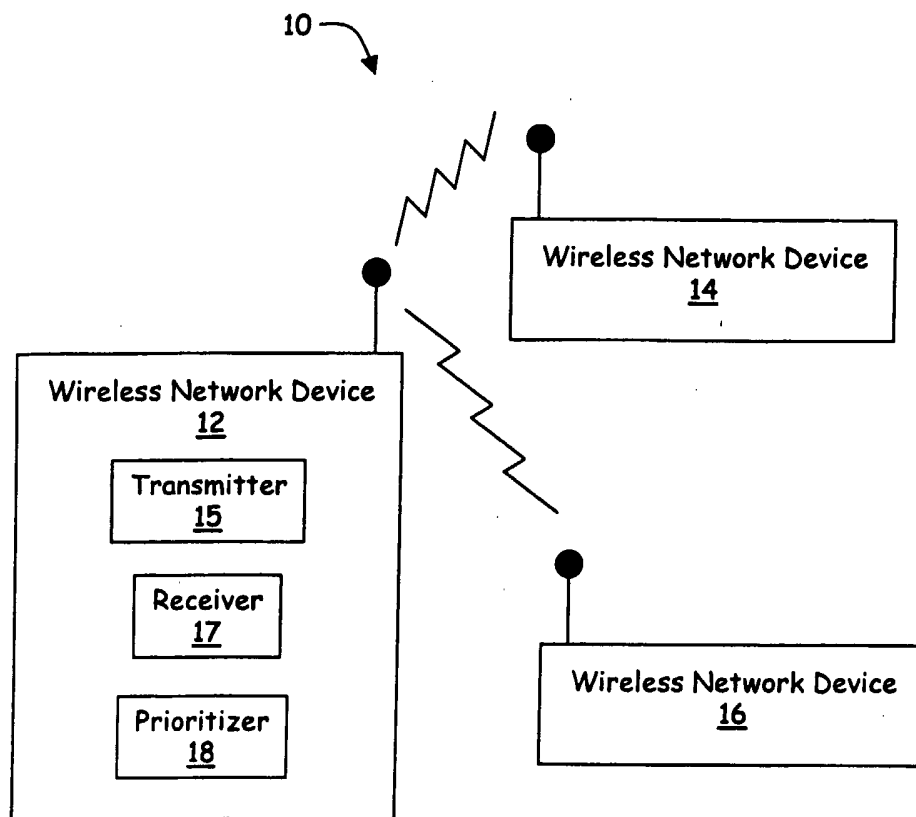 10
Wireless Network Device
14
Wireless Network Device
12
Transmitter
15
Receiver
17
Prioritizer
18
Wireless Network Device
16